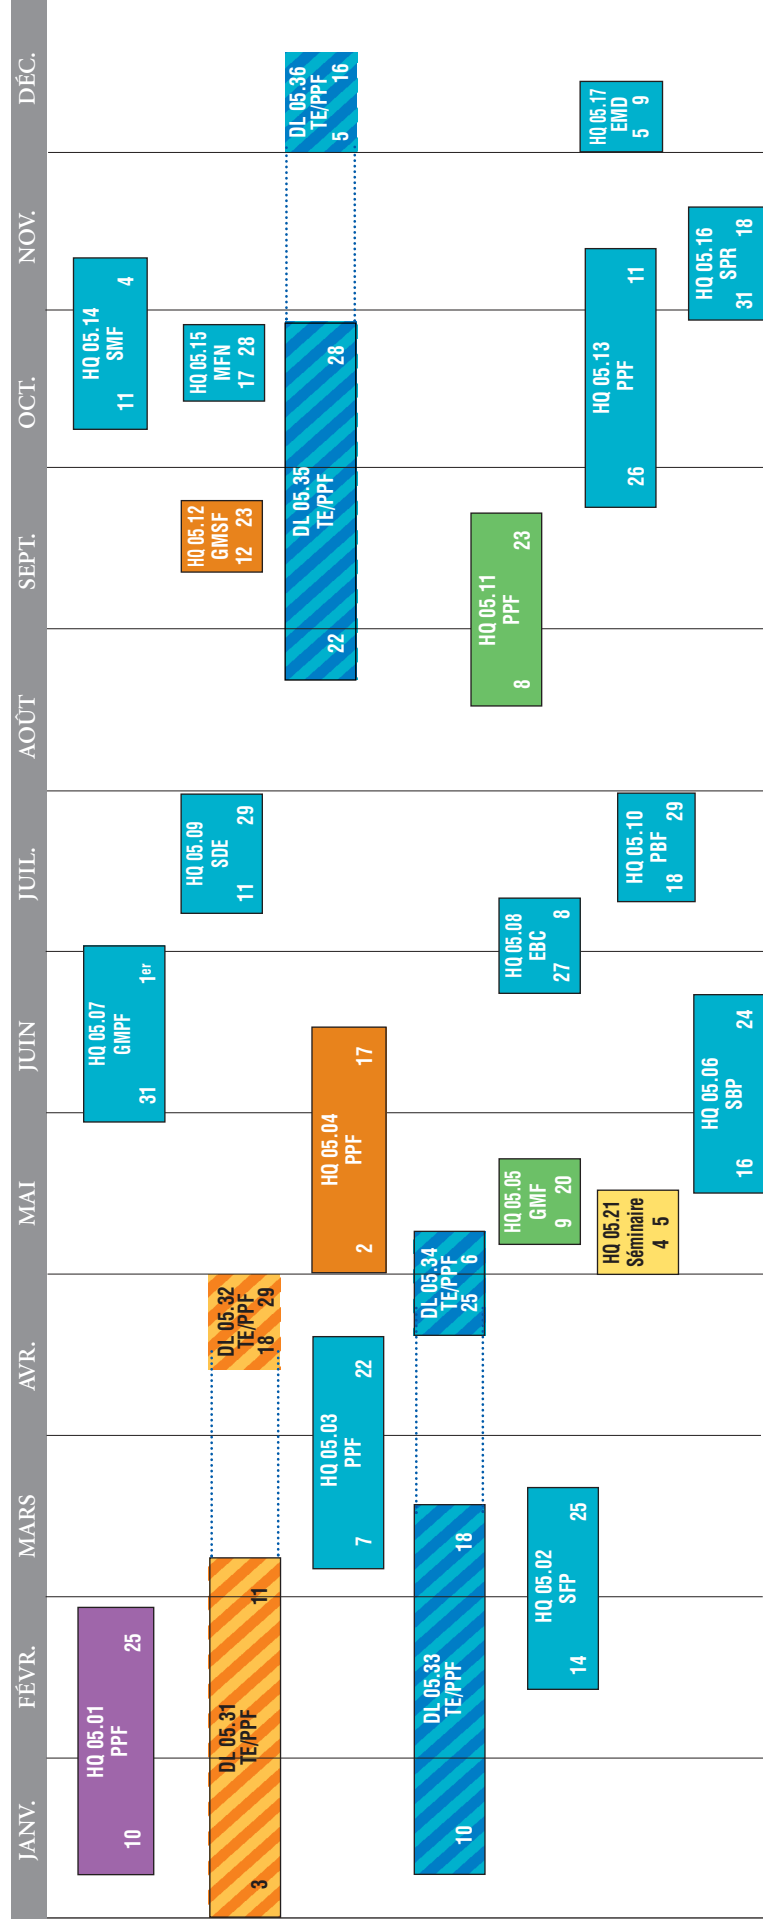 JANV.
FÉVR.
MARS
AVR.
MAI
JUIN
JUIL.
AOÛT
SEPT.
OCT.
NOV.
DÉC.
HQ 05.01
PPF
10 25
HQ 05.07
GMPF
31 1er
HQ 05.14
SMF
11 4
DL 05.31
TE/PPF
3 11
DL 05.32
TE/PPF
18 29
HQ 05.09
SDE
11 29
HQ 05.12
GMSF
12 23
HQ 05.15
MFN
17 28
HQ 05.03
PPF
7 22
HQ 05.04
PPF
2 17
DL 05.35
TE/PPF
22 28
DL 05.36
TE/PPF
5 16
DL 05.33
TE/PPF
10 18
DL 05.34
TE/PPF
25 6
HQ 05.11
PPF
8 23
HQ 05.02
SFP
14 25
HQ 05.05
GMF
9 20
HQ 05.08
EBC
27 8
HQ 05.13
PPF
26 11
HQ 05.17
EMD
5 9
HQ 05.21
Séminaire
4 5
HQ 05.10
PBF
18 29
HQ 05.06
SBP
16 24
HQ 05.16
SPR
31 18